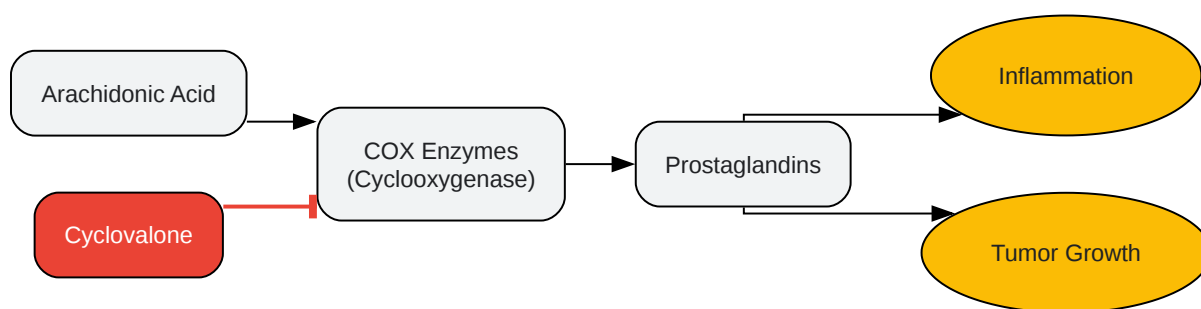 Arachidonic Acid
Cyclovalone
COX Enzymes
(Cyclooxygenase)
Prostaglandins
Inflammation
Tumor Growth